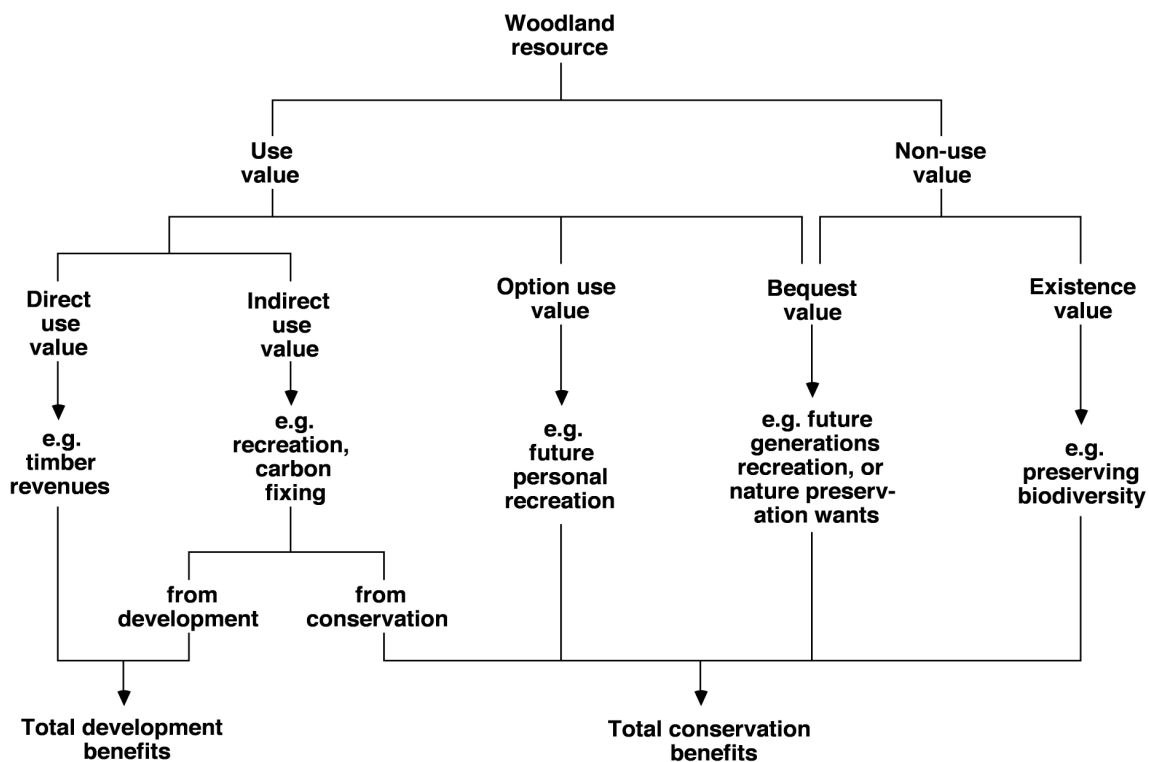 Woodland
resource
Use
value
Non-use
value
Direct
use
value
Indirect
use
value
Option use
value
Bequest
value
Existence
value
e.g.
timber
revenues
e.g.
recreation,
carbon
fixing
e.g.
future
personal
recreation
e.g. future
generations
recreation, or
nature preserv-
ation wants
e.g.
preserving
biodiversity
from
development
from
conservation
Total development
benefits
Total conservation
benefits